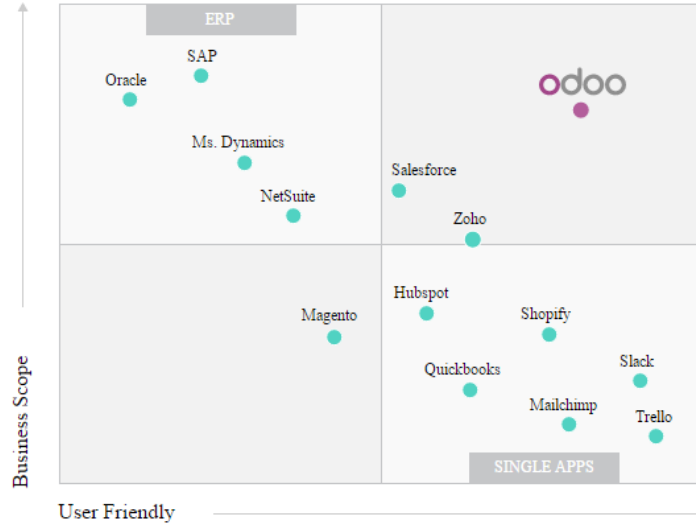 ERP
SAP
Oracle
odoo
Ms. Dynamics
Salesforce
NetSuite
Zoho
Hubspot
Magento
Shopify
Quickbooks
Slack
Mailchimp
Trello
SINGLE APPS
Business Scope
User Friendly